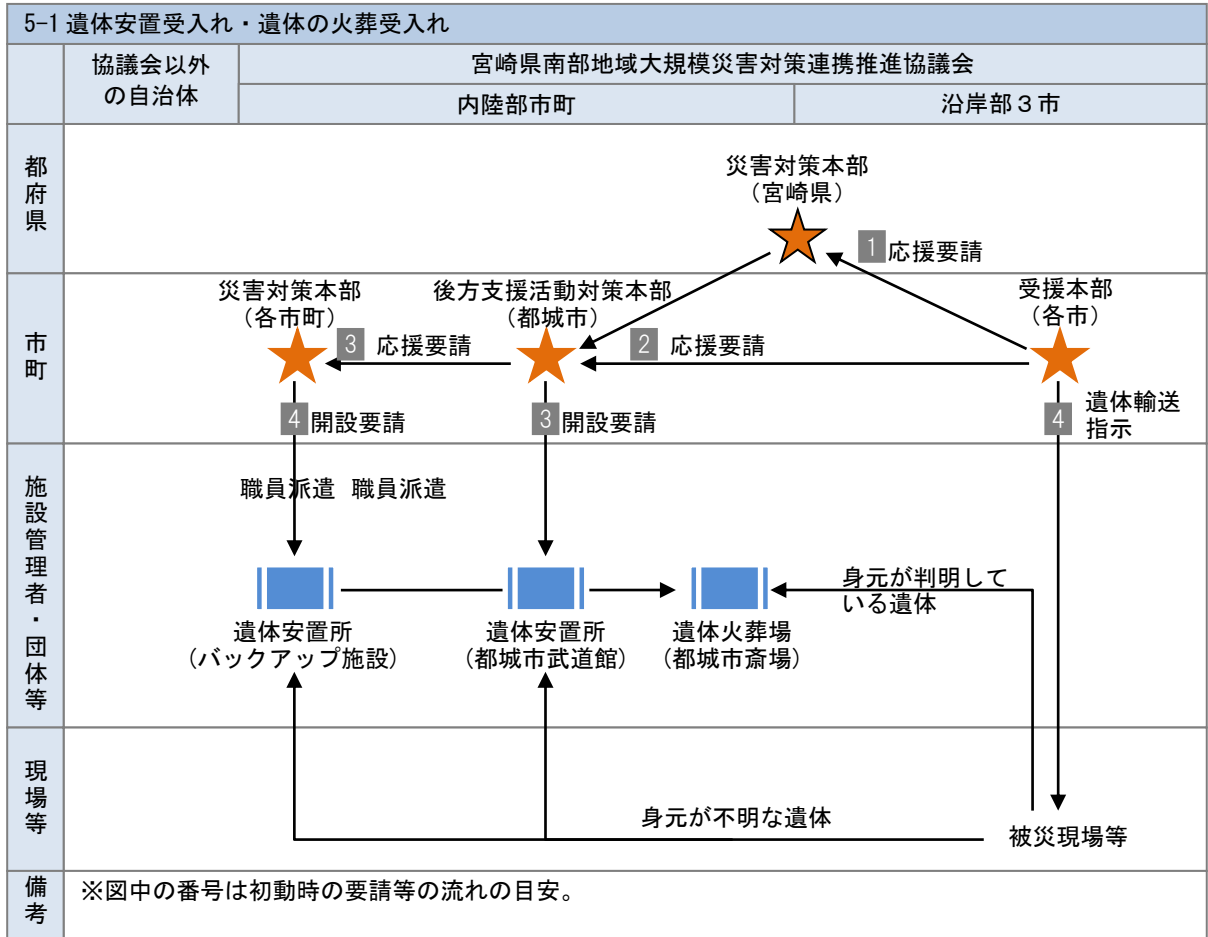 5-1 遺体安置受入れ・遺体の火葬受入れ
協議会以外
の自治体
宮崎県南部地域大規模災害対策連携推進協議会
内陸部市町
沿岸部３市
都府県
災害対策本部
（宮崎県）
1 応援要請
市町
災害対策本部
（各市町）
後方支援活動対策本部
（都城市）
受援本部
（各市）
3 応援要請
2 応援要請
4 開設要請
3 開設要請
4 遺体輸送
指示
施設管理者・団体等
職員派遣 職員派遣
身元が判明して
いる遺体
遺体安置所
（バックアップ施設）
遺体安置所
（都城市武道館）
遺体火葬場
（都城市斎場）
現場等
身元が不明な遺体
被災現場等
備考
※図中の番号は初動時の要請等の流れの目安。